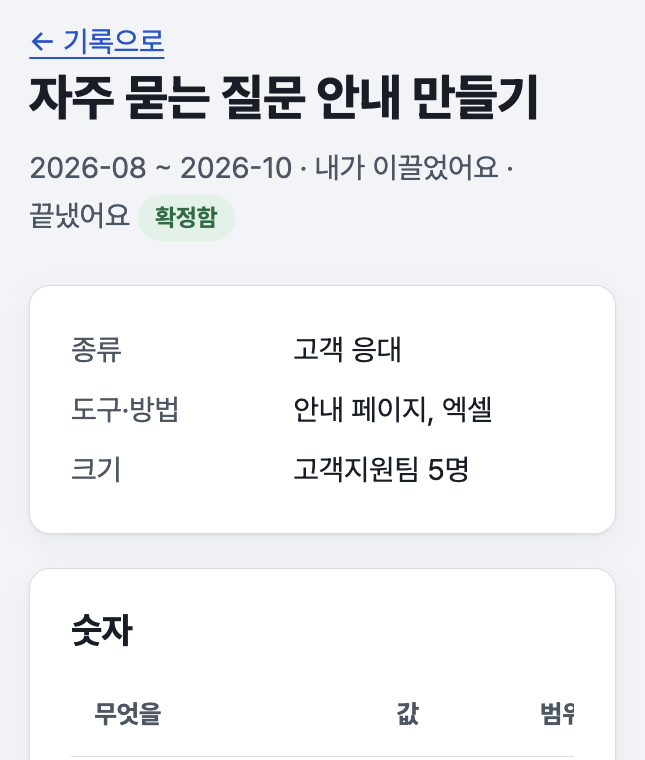 ← 기록으로
자주 묻는 질문 안내 만들기
2026-08 ~ 2026-10 · 내가 이끌었어요 ·
끝냈어요 확정함
종류 고객 응대
도구·방법 안내 페이지, 엑셀
크기 고객지원팀 5명
숫자
무엇을 값